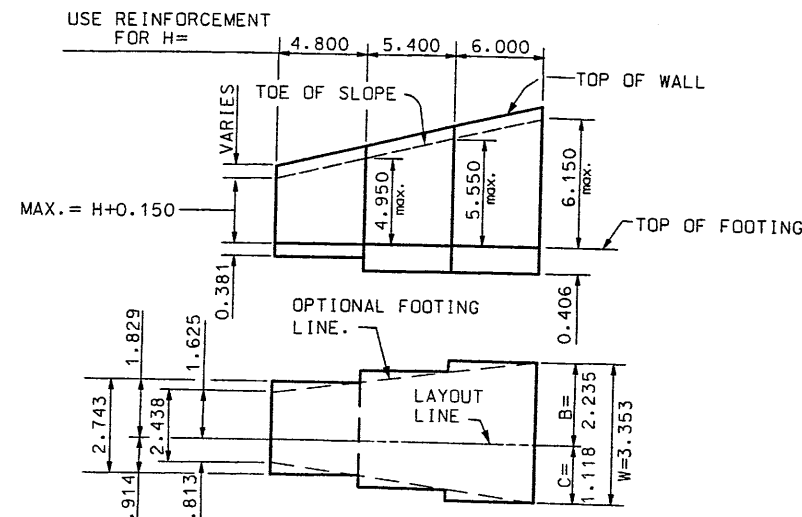 USE REINFORCEMENT
FOR H=
4.800 5.400 6.000
TOE OF SLOPE
TOP OF WALL
VARIES
MAX.= H+0.150
4.950
max.
5.550
max.
6.150
max.
TOP OF FOOTING
0.381
0.406
OPTIONAL FOOTING
LINE.
LAYOUT
LINE
1.829
1.625
2.743
2.438
.914
.813
B=
2.235
C=
1.118
W=3.353